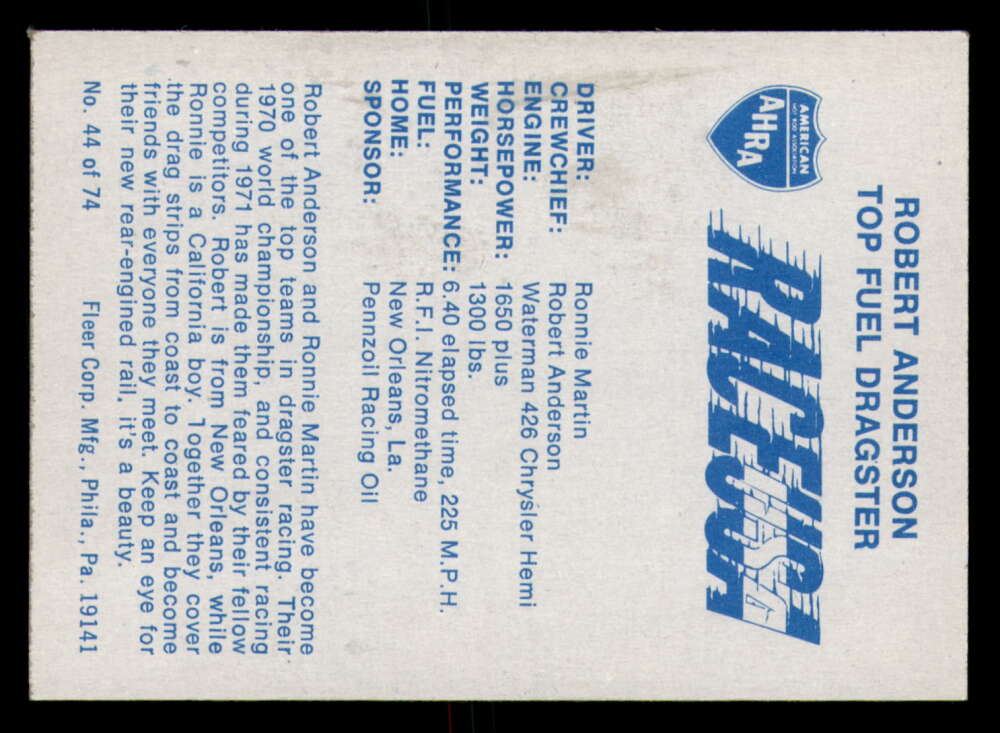 ROBERT ANDERSON
TOP FUEL DRAGSTER
AMERICAN
HOT ROD ASSOCIATION
AHRA
RACE USA
DRIVER: Ronnie Martin
CREWCHIEF: Robert Anderson
ENGINE: Waterman 426 Chrysler Hemi
HORSEPOWER: 1650 plus
WEIGHT: 1300 lbs.
PERFORMANCE: 6.40 elapsed time, 225 M.P.H.
FUEL: R.F.I. Nitromethane
HOME: New Orleans, La.
SPONSOR: Pennzoil Racing Oil
Robert Anderson and Ronnie Martin have become
one of the top teams in dragster racing. Their
1970 world championship, and consistent racing
during 1971 has made them feared by their fellow
competitors. Robert is from New Orleans, while
Ronnie is a California boy. Together they cover
the drag strips from coast to coast and become
friends with everyone they meet. Keep an eye for
their new rear-engined rail, it's a beauty.
No. 44 of 74 Fleer Corp. Mfg., Phila., Pa. 19141